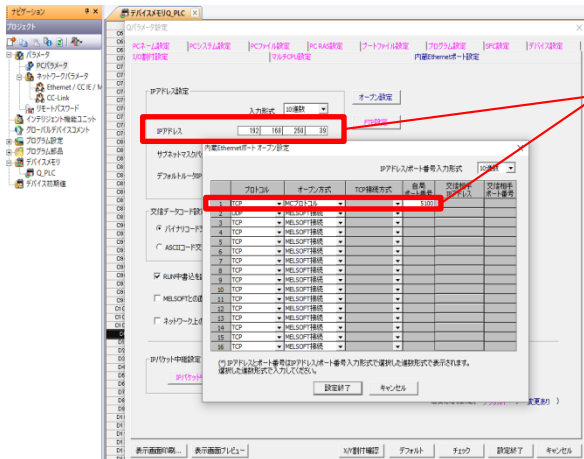 ナビゲーション
プロジェクト
パラメータ
PCパラメータ
ネットワークパラメータ
Ethernet / CC IE / M
CC-Link
リモートパスワード
インテリジェント機能ユニット
グローバルデバイスコメント
プログラム設定
プログラム部品
デバイスメモリ
Q_PLC
デバイス初期値
デバイスメモリQ_PLC
Qパラメータ設定
PCネーム設定 PCシステム設定 PCファイル設定 PC RAS設定 ブートファイル設定 プログラム設定 SFC設定 デバイス設定
I/O割付設定 マルチCPU設定 内蔵Ethernetポート設定
IPアドレス設定
入力形式 10進数
IPアドレス 192 168 250 39
サブネットマスクパ
デフォルトルータIP
オープン設定
FTP設定
交信データコード設
バイナリコード交
ASCIIコード交
RUN中書込を許
MELSOFTとの直
ネットワーク上の
IPパケット中継設定
IPパケット
内蔵Ethernetポート オープン設定
IPアドレス/ポート番号入力形式 10進数
プロトコル オープン方式 TCP接続方式 自局ポート番号 交信相手IPアドレス 交信相手ポート番号
1 TCP MCプロトコル 5100
2 UDP MELSOFT接続
3 TCP MELSOFT接続
4 TCP MELSOFT接続
5 TCP MELSOFT接続
6 TCP MELSOFT接続
7 TCP MELSOFT接続
8 TCP MELSOFT接続
9 TCP MELSOFT接続
10 TCP MELSOFT接続
11 TCP MELSOFT接続
12 TCP MELSOFT接続
13 TCP MELSOFT接続
14 TCP MELSOFT接続
15 TCP MELSOFT接続
16 TCP MELSOFT接続
(*) IPアドレスとポート番号はIPアドレス/ポート番号入力形式で選択した進数形式で表示されます。
選択した進数形式で入力してください。
設定終了 キャンセル
変更あり )
表示画面印刷... 表示画面プレビュー X/Y割付確認 デフォルト チェック 設定終了 キャンセル